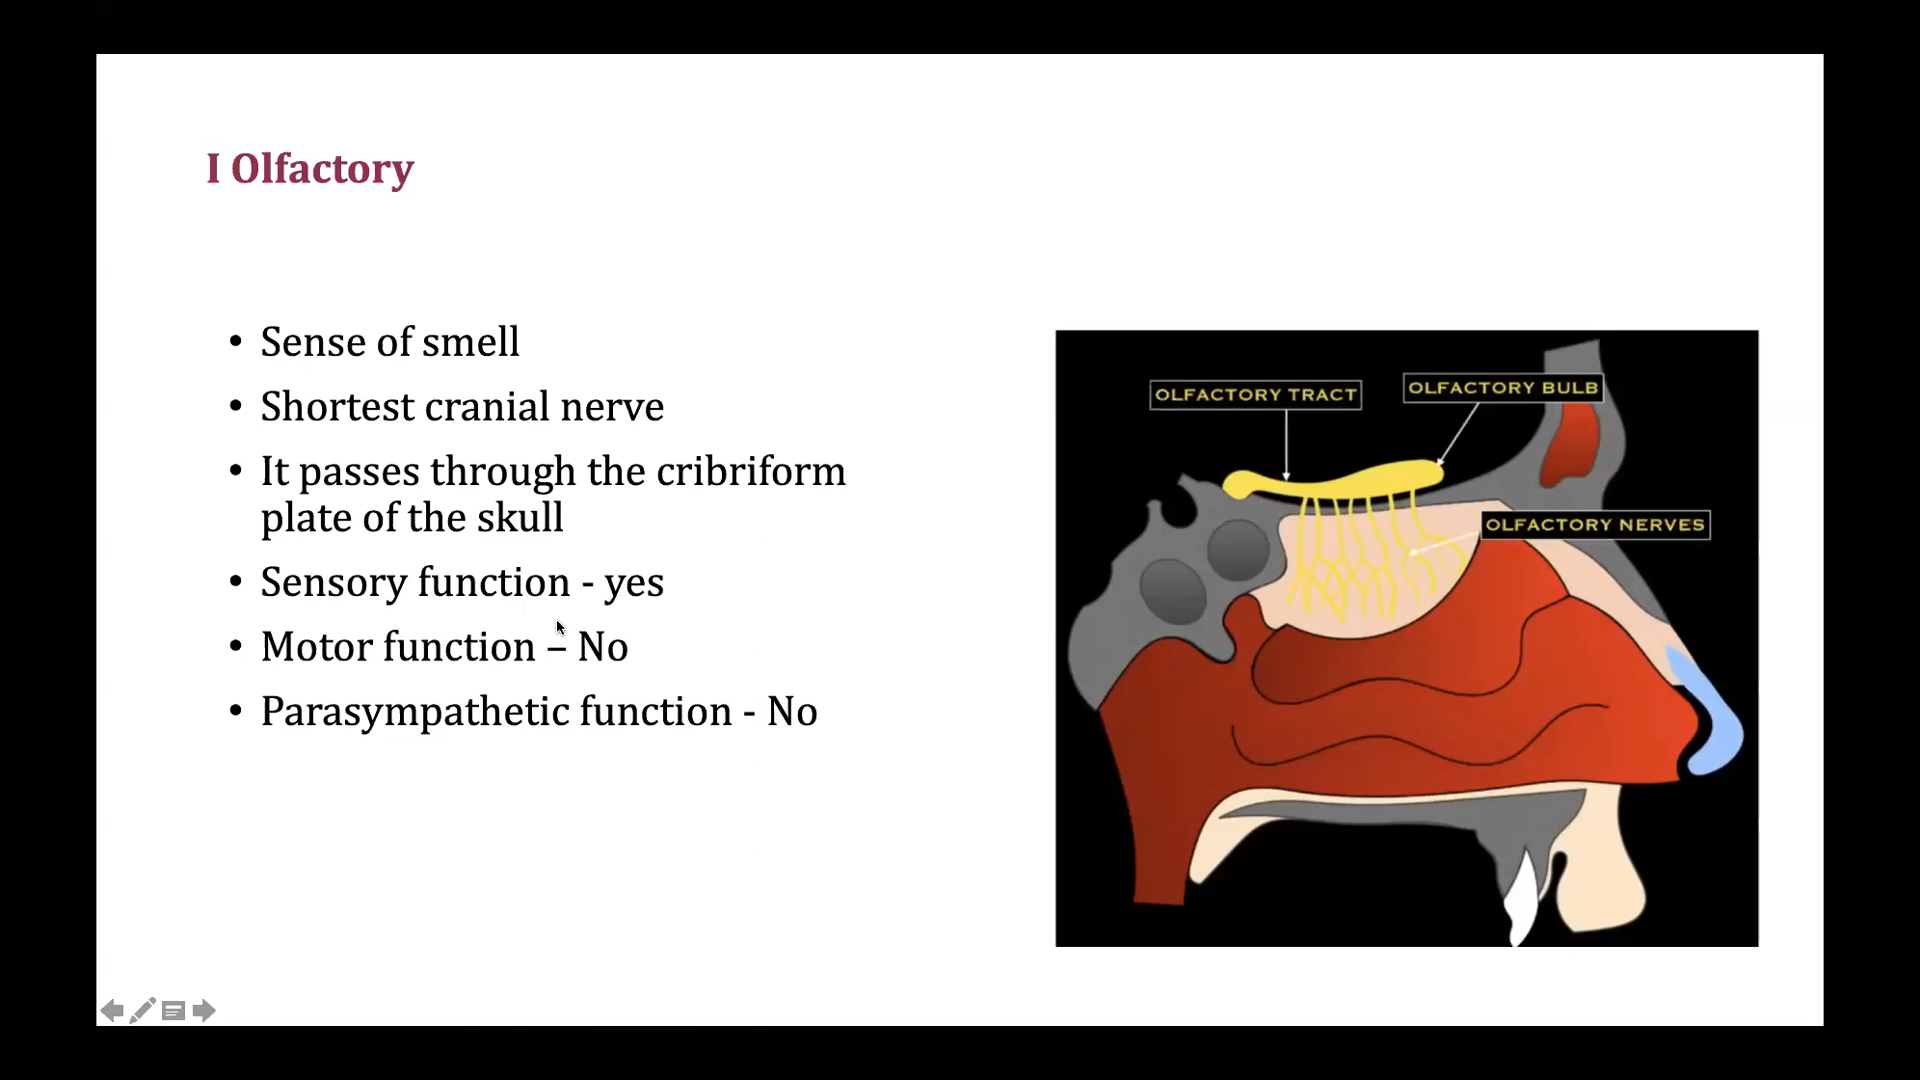 I Olfactory
• Sense of smell
• Shortest cranial nerve
• It passes through the cribriform
plate of the skull
• Sensory function - yes
• Motor function – No
• Parasympathetic function - No
OLFACTORY TRACT
OLFACTORY BULB
OLFACTORY NERVES